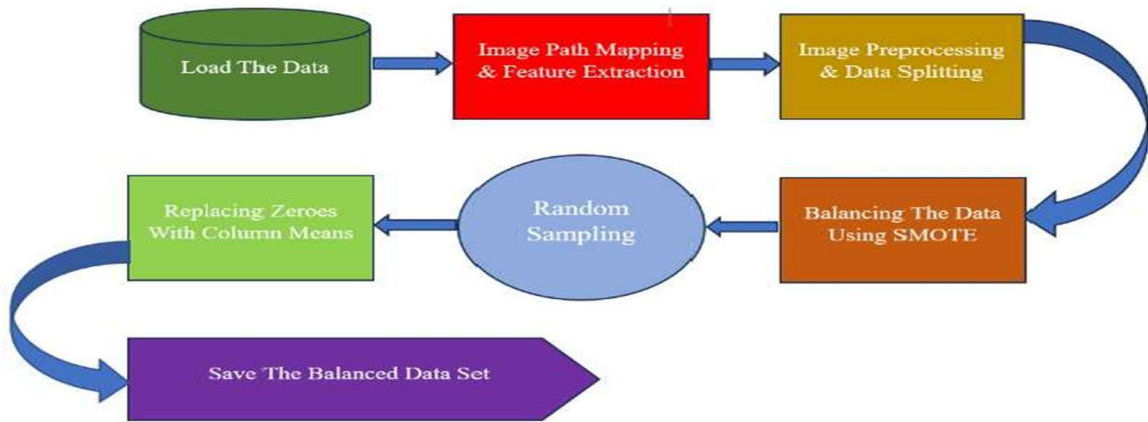 Load The Data
Image Path Mapping
& Feature Extraction
Image Preprocessing
& Data Splitting
Balancing The Data
Using SMOTE
Random
Sampling
Replacing Zeroes
With Column Means
Save The Balanced Data Set